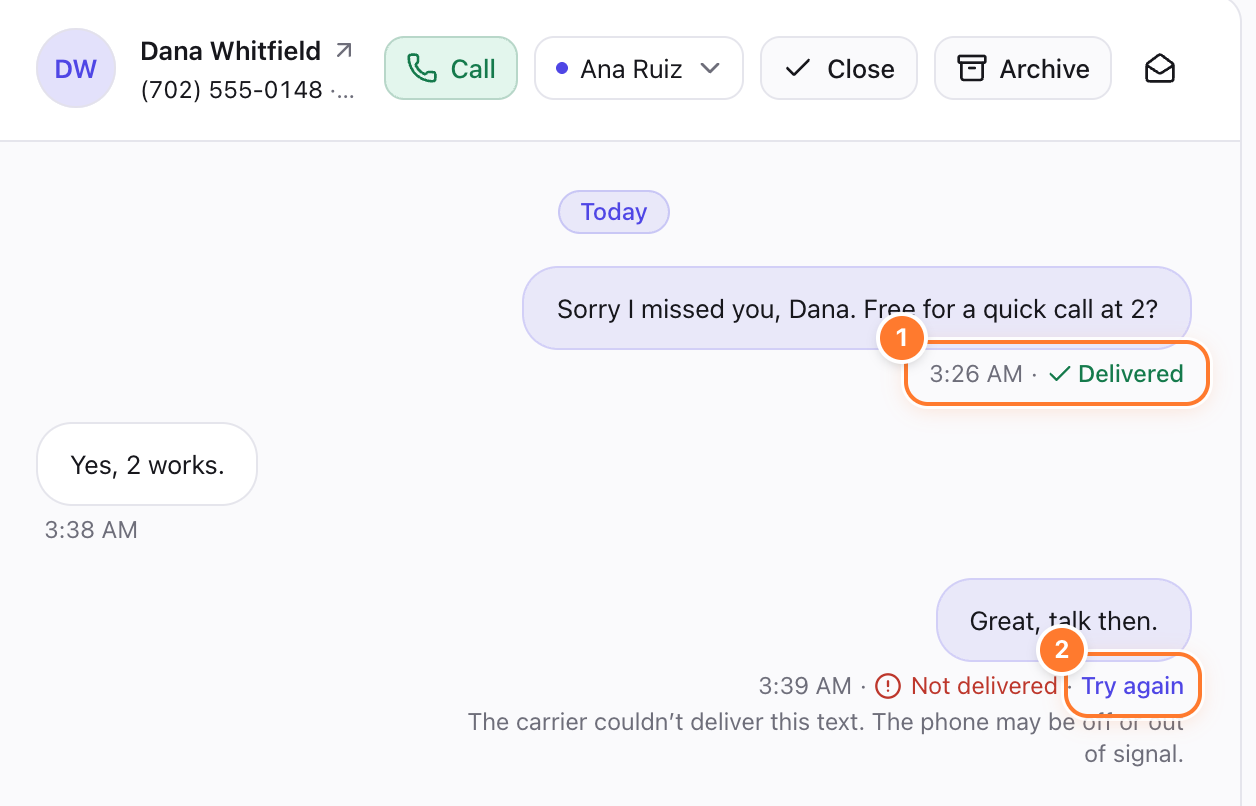 DW
Dana Whitfield
(702) 555-0148 ·...
Call
Ana Ruiz
Close
Archive
Today
Sorry I missed you, Dana. Free for a quick call at 2?
1
3:26 AM · Delivered
Yes, 2 works.
3:38 AM
Great, talk then.
2
3:39 AM · Not delivered · Try again
The carrier couldn’t deliver this text. The phone may be off or out
of signal.